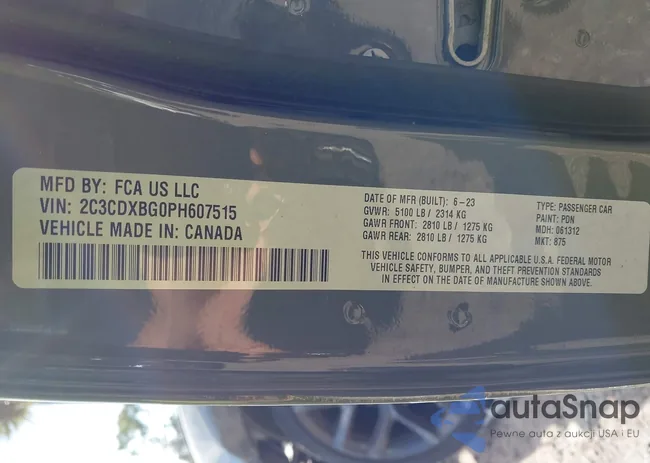 MFD BY: FCA US LLC
VIN: 2C3CDXBG0PH607515
VEHICLE MADE IN: CANADA
DATE OF MFR (BUILT): 6-23
GVWR: 5100 LB / 2314 KG
GAWR FRONT: 2810 LB / 1275 KG
GAWR REAR: 2810 LB / 1275 KG
TYPE: PASSENGER CAR
PAINT: PDN
MDH: 061312
MKT: 875
THIS VEHICLE CONFORMS TO ALL APPLICABLE U.S.A. FEDERAL MOTOR
VEHICLE SAFETY, BUMPER, AND THEFT PREVENTION STANDARDS
IN EFFECT ON THE DATE OF MANUFACTURE SHOWN ABOVE.
autaSnap
Pewne auta z aukcji USA i EU